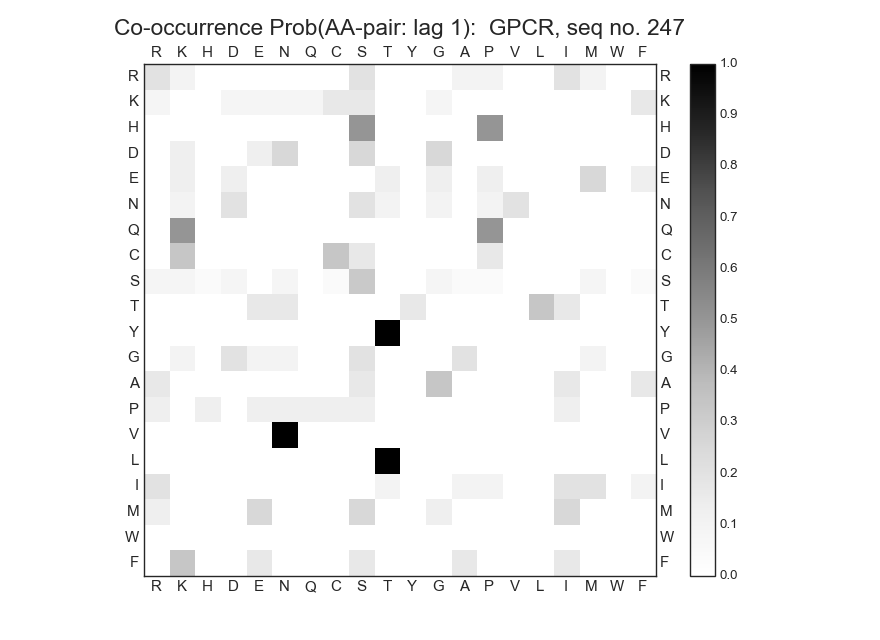 Co-occurrence Prob(AA-pair: lag 1):  GPCR, seq no. 247
R K H D E N Q C S T Y G A P V L I M W F
1.0
R R
K K
0.9
H H
D D
0.8
E E
N N
0.7
Q Q
C C
0.6
S S
T T
0.5
Y Y
G G
0.4
A A
P P
0.3
V V
L L
0.2
I I
M M
0.1
W W
F F
0.0
R K H D E N Q C S T Y G A P V L I M W F